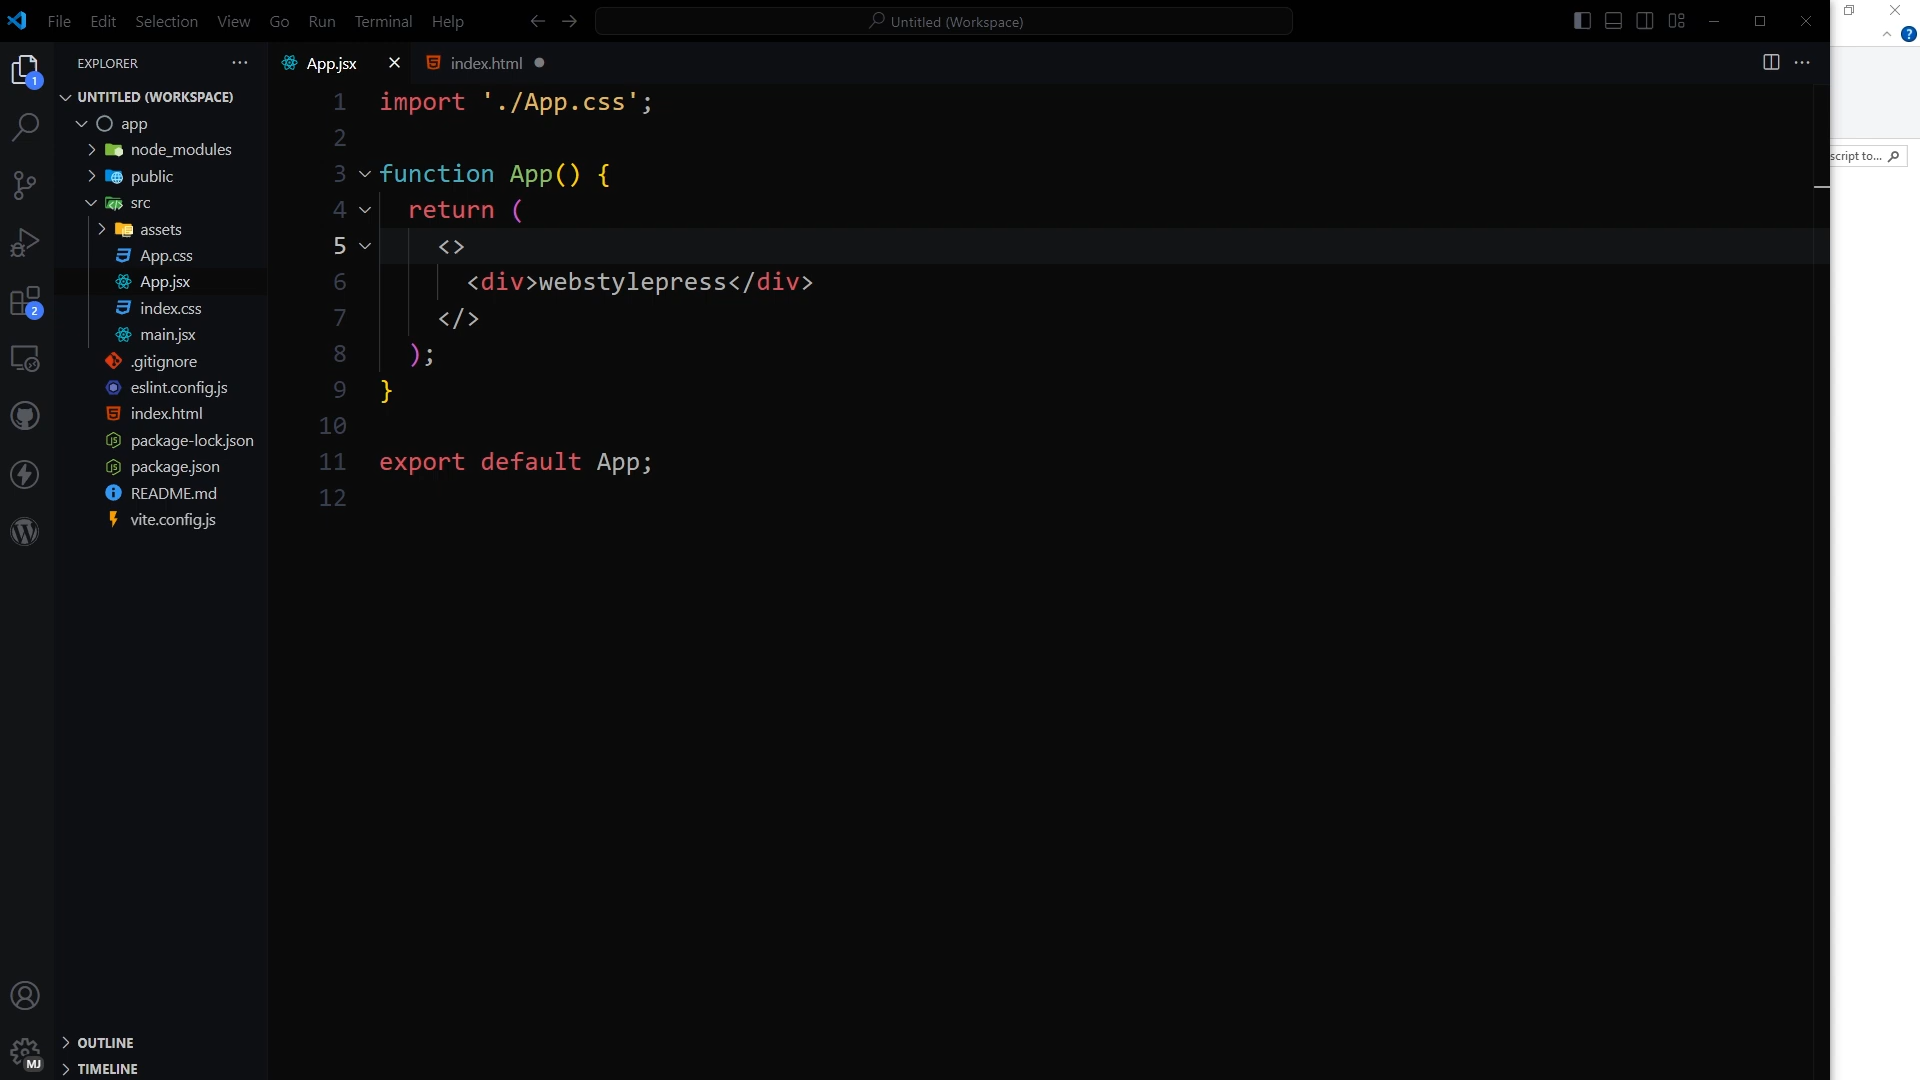 File Edit Selection View Go Run Terminal Help Untitled (Workspace)
EXPLORER
App.jsx index.html
script to...
UNTITLED (WORKSPACE)
app
node_modules
public
src
assets
App.css
App.jsx
index.css
main.jsx
.gitignore
eslint.config.js
index.html
package-lock.json
package.json
README.md
vite.config.js
OUTLINE
TIMELINE
1
2
MJ
?
1 import './App.css';
2
3 function App() {
4 return (
5 <>
6 <div>webstylepress</div>
7 </>
8 );
9 }
10
11 export default App;
12